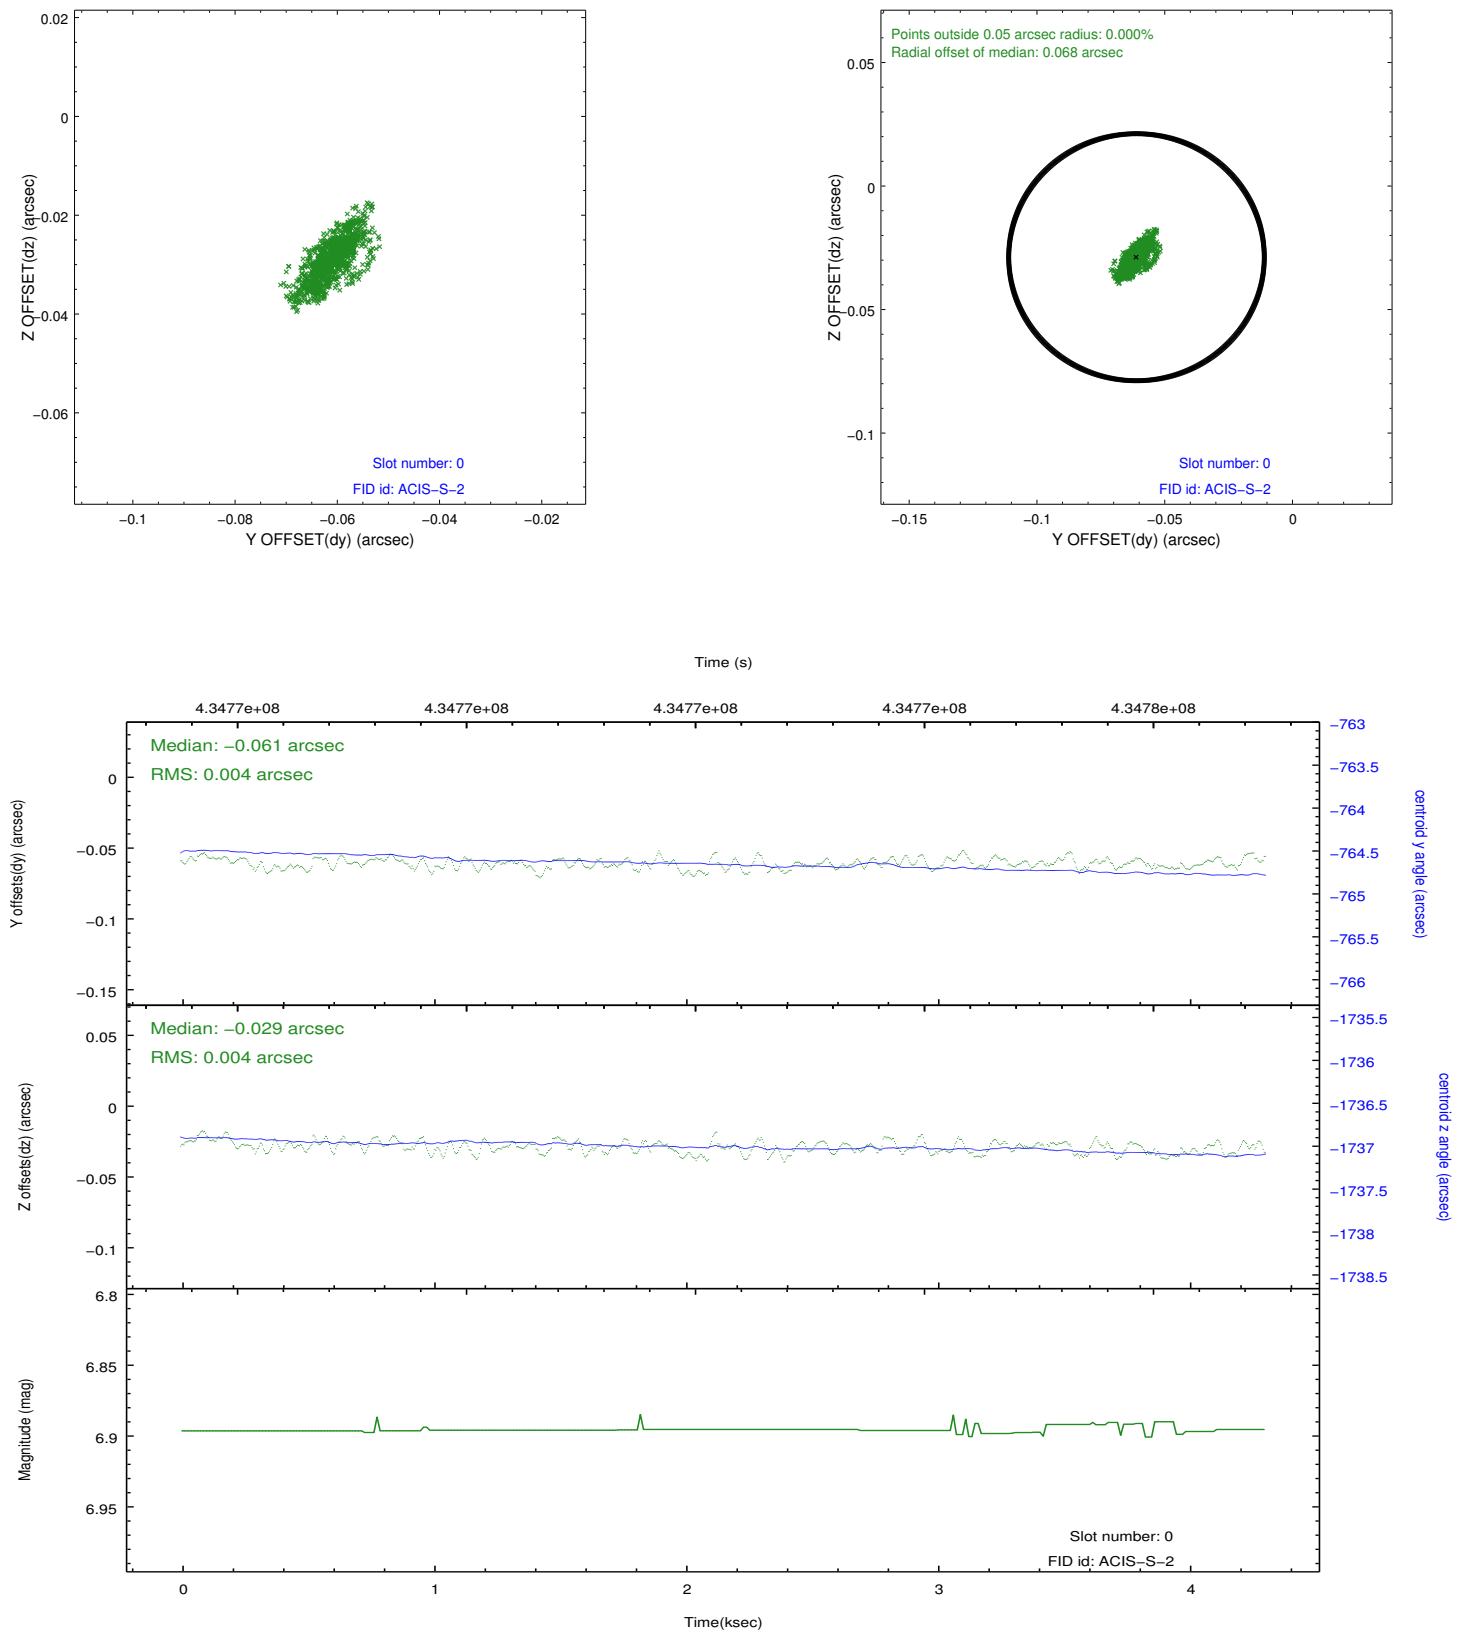 0.02
0
−0.02
−0.04
−0.06
Z OFFSET(dz) (arcsec)
Slot number: 0
FID id: ACIS−S−2
−0.1
−0.08
−0.06
−0.04
−0.02
Y OFFSET(dy) (arcsec)
Points outside 0.05 arcsec radius: 0.000%
Radial offset of median: 0.068 arcsec
0.05
0
−0.05
−0.1
Z OFFSET(dz) (arcsec)
Slot number: 0
FID id: ACIS−S−2
−0.15
−0.1
−0.05
0
Y OFFSET(dy) (arcsec)
Time (s)
4.3477e+08
4.3477e+08
4.3477e+08
4.3477e+08
4.3478e+08
Median: −0.061 arcsec
RMS: 0.004 arcsec
0
−0.05
−0.1
−0.15
Y offsets(dy) (arcsec)
−763
−763.5
−764
−764.5
−765
−765.5
−766
centroid y angle (arcsec)
Median: −0.029 arcsec
RMS: 0.004 arcsec
0.05
0
−0.05
−0.1
Z offsets(dz) (arcsec)
−1735.5
−1736
−1736.5
−1737
−1737.5
−1738
−1738.5
centroid z angle (arcsec)
6.8
6.85
6.9
6.95
Magnitude (mag)
Slot number: 0
FID id: ACIS−S−2
0
1
2
3
4
Time(ksec)